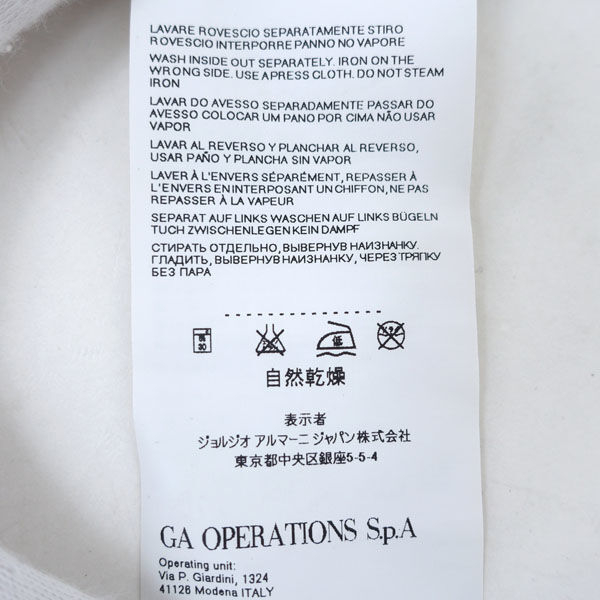 LAVARE ROVESCIO SEPARATAMENTE STIRO
ROVESCIO INTERPORRE PANNO NO VAPORE
WASH INSIDE OUT SEPARATELY. IRON ON THE
WRONG SIDE. USE A PRESS CLOTH. DO NOT STEAM
IRON
LAVAR DO AVESSO SEPARADAMENTE PASSAR DO
AVESSO COLOCAR UM PANO POR CIMA NÃO USAR
VAPOR
LAVAR AL REVERSO Y PLANCHAR AL REVERSO,
USAR PAÑO Y PLANCHA SIN VAPOR
LAVER À L'ENVERS SÉPARÉMENT, REPASSER À
L'ENVERS EN INTERPOSANT UN CHIFFON, NE PAS
REPASSER À LA VAPEUR
SEPARAT AUF LINKS WASCHEN AUF LINKS BÜGELN
TUCH ZWISCHENLEGEN KEIN DAMPF
СТИРАТЬ ОТДЕЛЬНО, ВЫВЕРНУВ НАИЗНАНКУ.
ГЛАДИТЬ, ВЫВЕРНУВ НАИЗНАНКУ, ЧЕРЕЗ ТРЯПКУ
БЕЗ ПАРА
低
自然乾燥
表示者
ジョルジオ アルマーニ ジャパン株式会社
東京都中央区銀座5-5-4
GA OPERATIONS S.p.A
Operating unit:
Via P. Giardini, 1324
41126 Modena ITALY